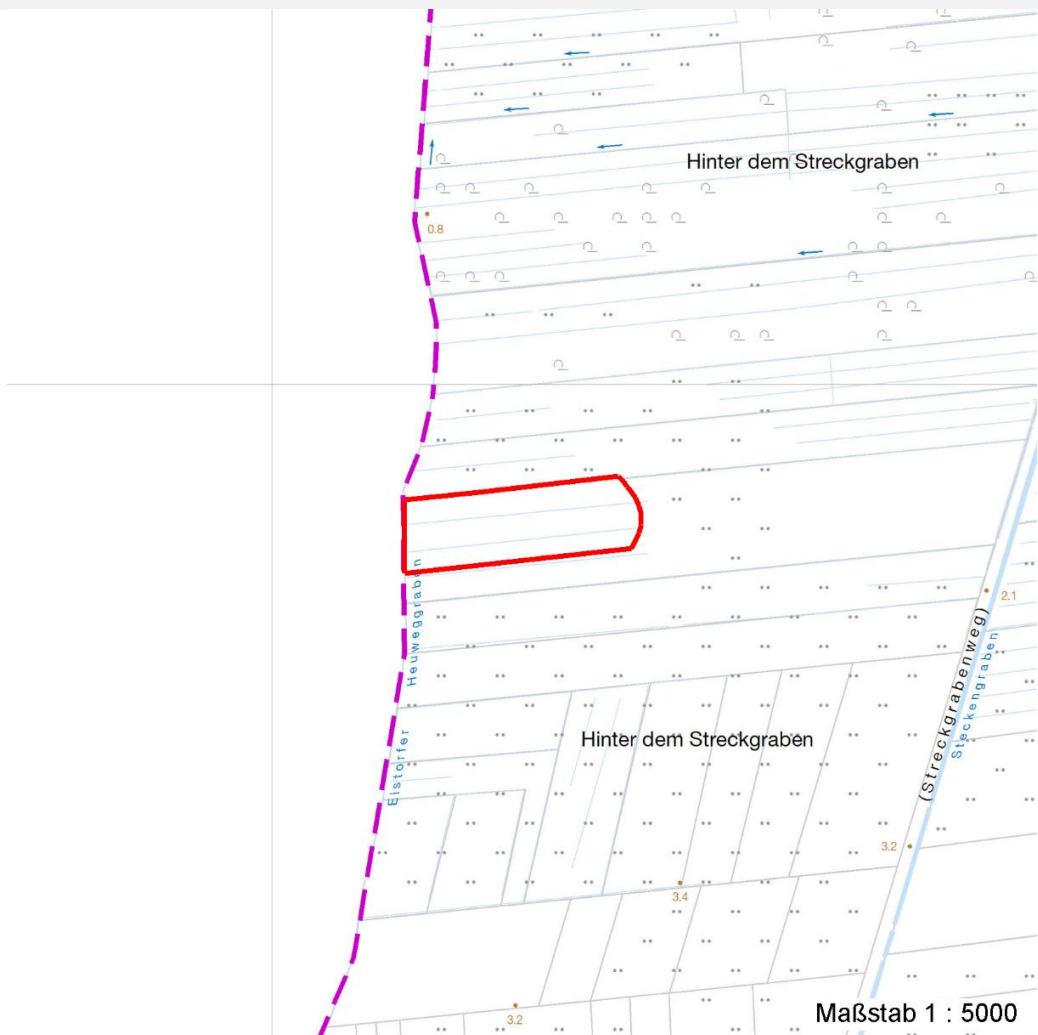 Hinter dem Streckgraben
0.8
Heuweggraben
2.1
(Streckgrabenweg)
Steckengraben
Hinter dem Streckgraben
Eistorfer
3.2
3.4
3.2
Maßstab 1 : 5000